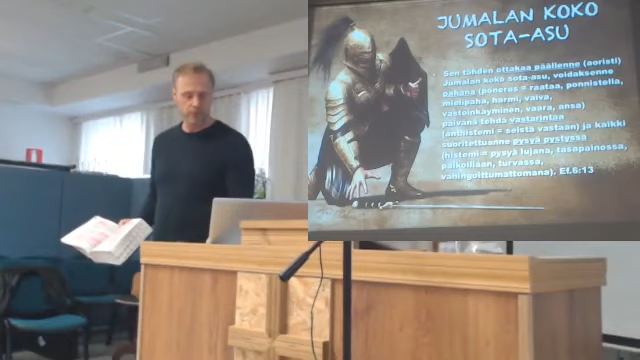 JUMALAN KOKO
SOTA-ASU
Sen tähden ottakaa päällenne (aoristi)
Jumalan koko sota-asu, voidaksenne
pahana (poneros = raataa, ponnistella,
mielipaha, harmi, vaiva,
vastoinkäyminen, vaara, ansa)
päivänä tehdä vastarintaa
(anthistemi = seistä vastaan) ja kaikki
suoritettuanne pysyä pystyssä
(histemi = pysyä lujana, tasapainossa,
paikoillaan, turvassa,
vahingoittumattomana). Ef.6:13